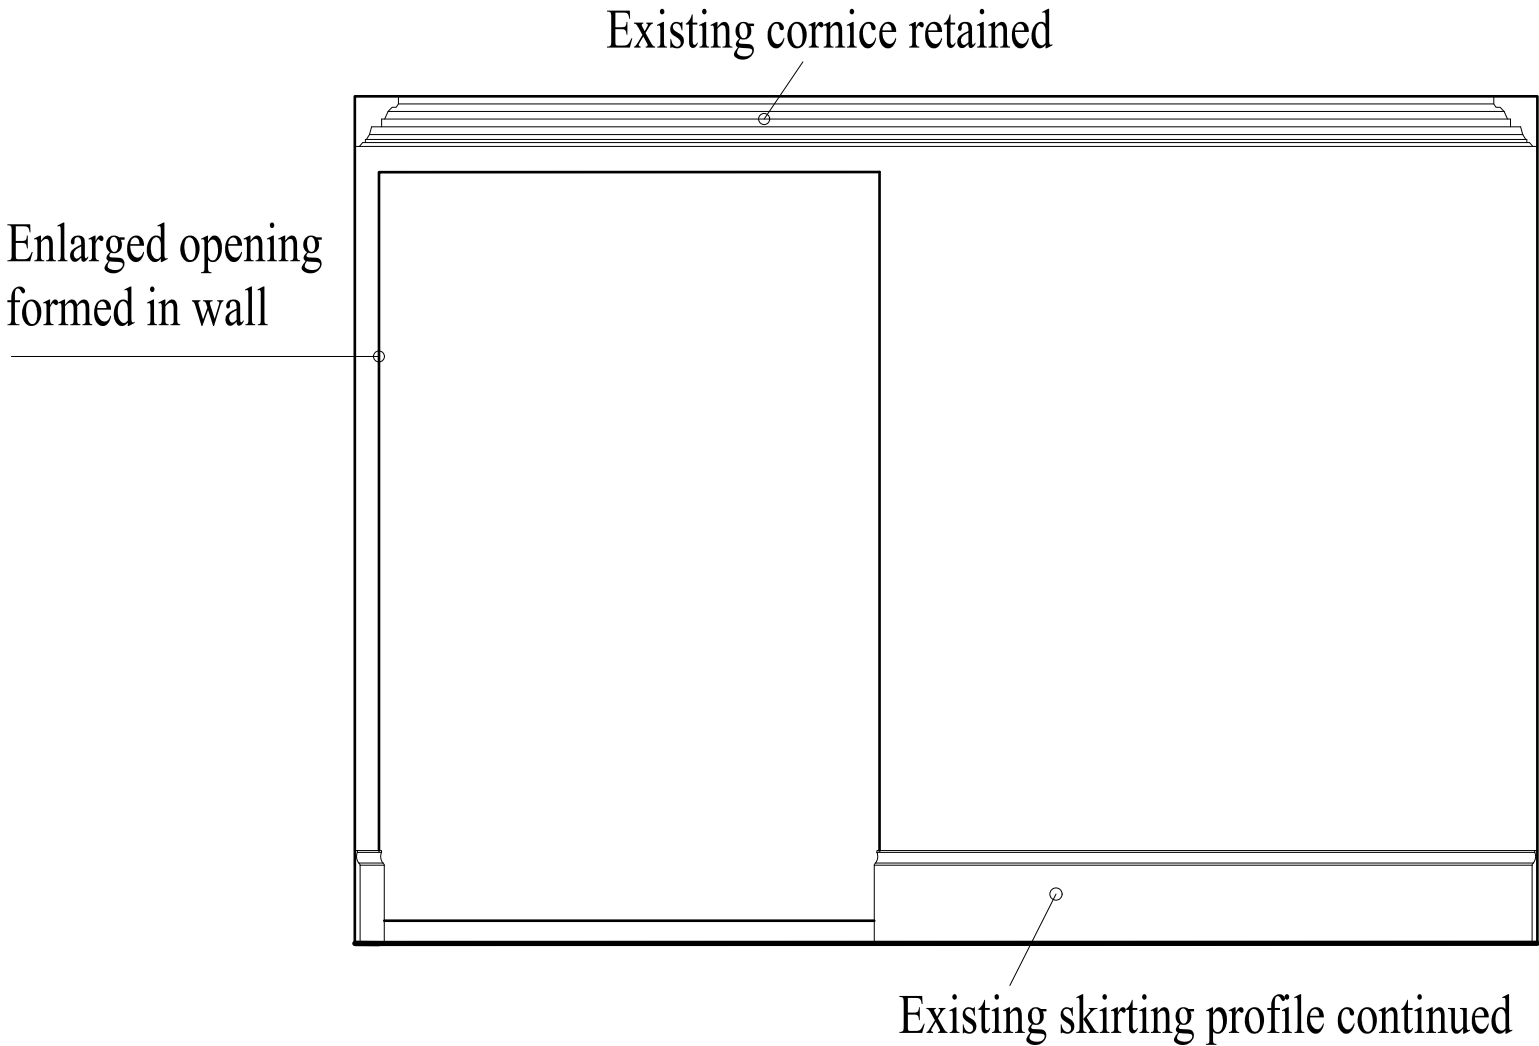 Existing cornice retained
Enlarged opening
formed in wall
Existing skirting profile continued